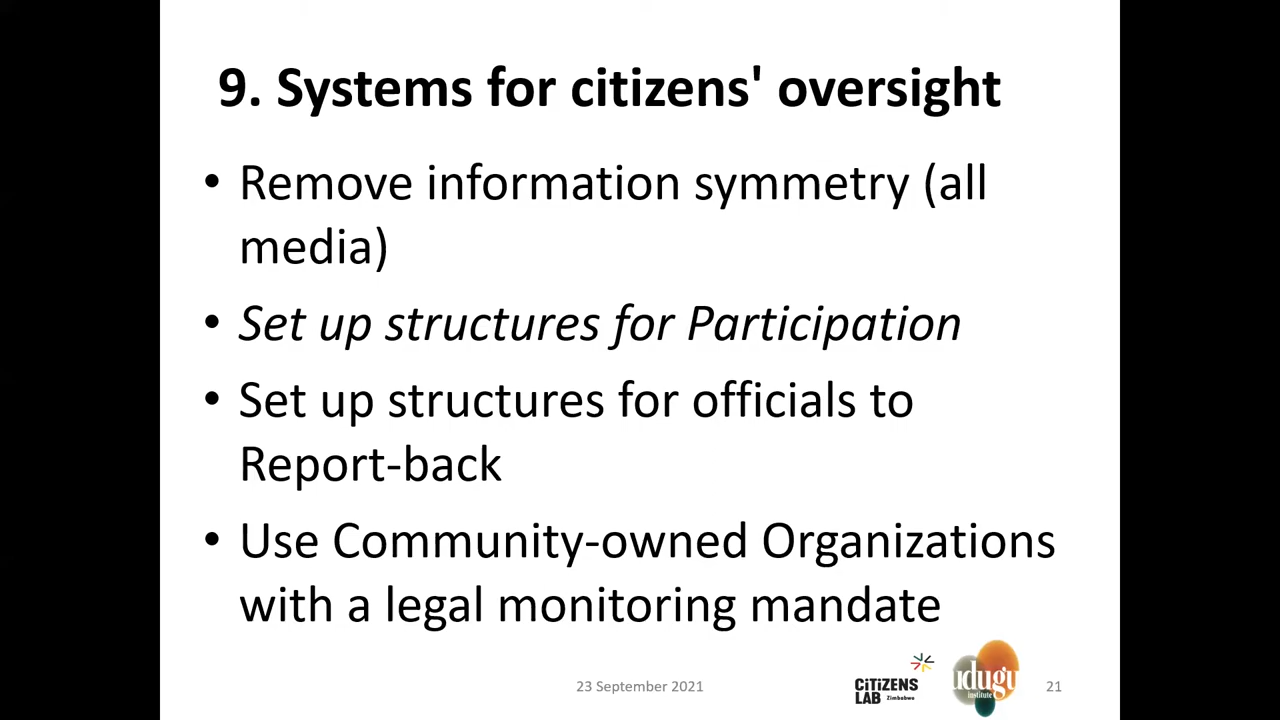 9. Systems for citizens' oversight
• Remove information symmetry (all
media)
• Set up structures for Participation
• Set up structures for officials to
Report-back
• Use Community-owned Organizations
with a legal monitoring mandate
23 September 2021
CiTiZENS
LAB Zimbabwe
udugu
institute
21